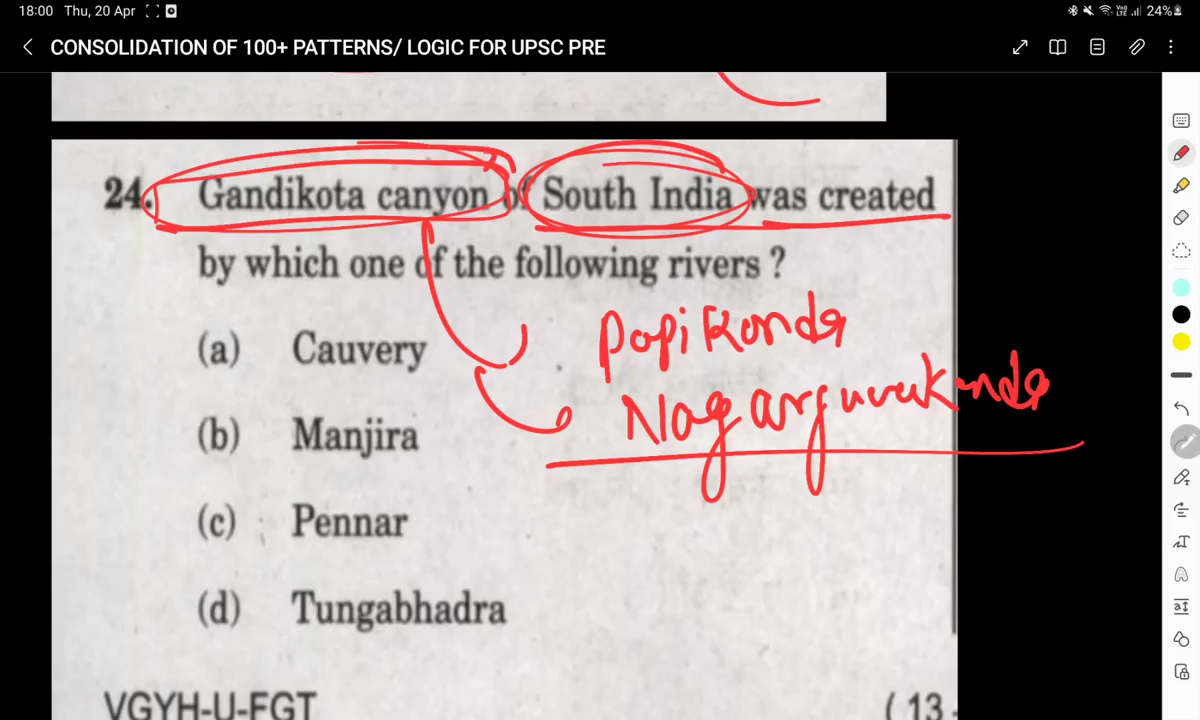 18:00 Thu, 20 Apr 24%
CONSOLIDATION OF 100+ PATTERNS/ LOGIC FOR UPSC PRE
24. Gandikota canyon of South India was created
by which one of the following rivers ?
(a) Cauvery
(b) Manjira
(c) Pennar
(d) Tungabhadra
Papikonda
VGYH-U-FGT ( 13